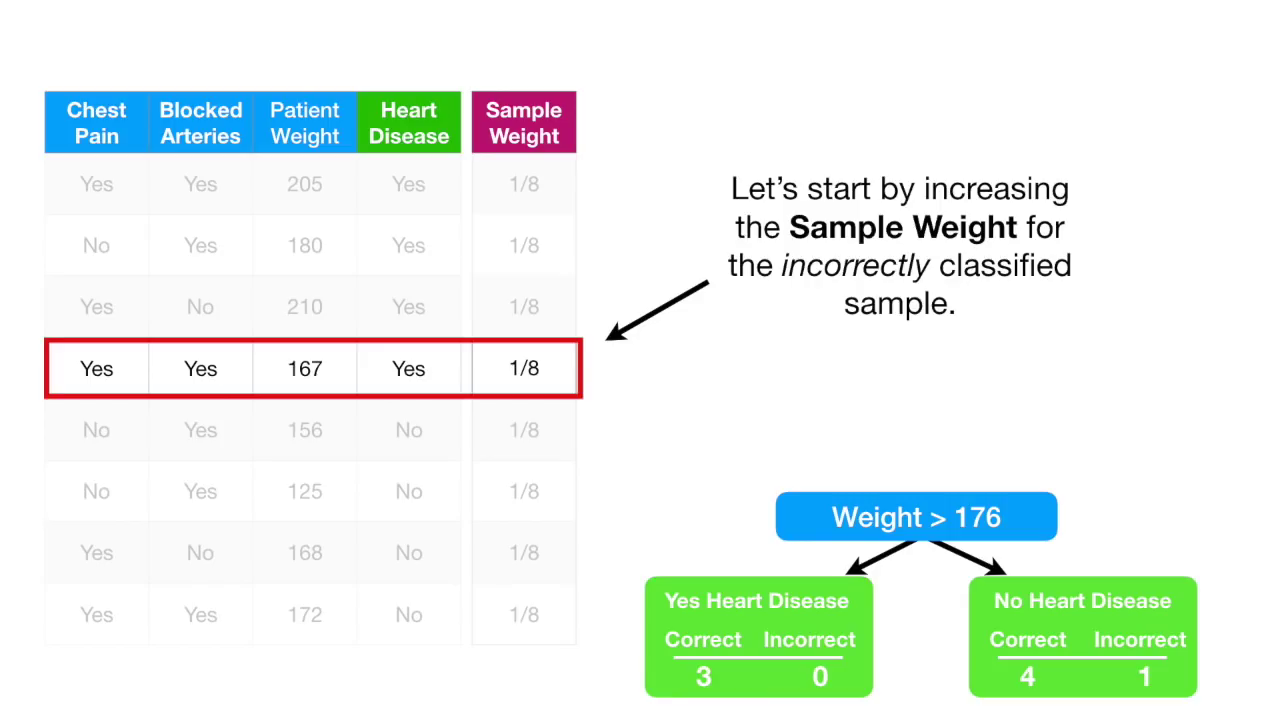 Chest Pain Blocked Arteries Patient Weight Heart Disease Sample Weight
Yes Yes 205 Yes 1/8
No Yes 180 Yes 1/8
Yes No 210 Yes 1/8
Yes Yes 167 Yes 1/8
No Yes 156 No 1/8
No Yes 125 No 1/8
Yes No 168 No 1/8
Yes Yes 172 No 1/8
Let’s start by increasing
the Sample Weight for
the incorrectly classified
sample.
Weight > 176
Yes Heart Disease
Correct Incorrect
3 0
No Heart Disease
Correct Incorrect
4 1